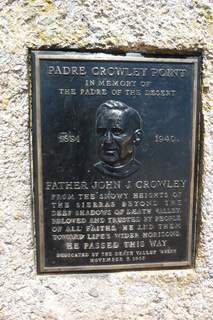 PADRE CROWLEY POINT
IN MEMORY OF
THE PADRE OF THE DESERT
1891 1940
FATHER JOHN J CROWLEY
FROM THE SNOWY HEIGHTS OF
THE SIERRAS BEYOND THE
DEEP SHADOWS OF DEATH VALLEY.
BELOVED AND TRUSTED BY PEOPLE
OF ALL FAITHS. HE LED THEM
TOWARD LIFE'S WIDER HORIZONS.
HE PASSED THIS WAY
DEDICATED BY THE DEATH VALLEY '49ERS
NOVEMBER